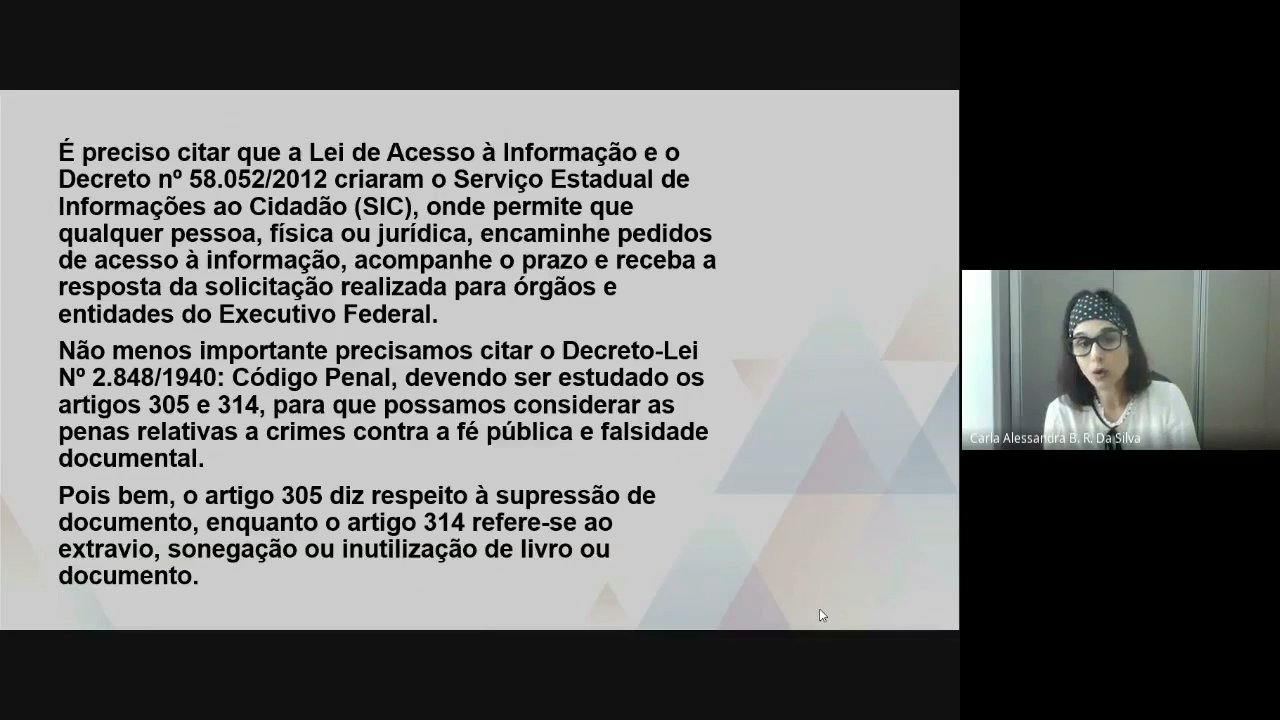 É preciso citar que a Lei de Acesso à Informação e o
Decreto nº 58.052/2012 criaram o Serviço Estadual de
Informações ao Cidadão (SIC), onde permite que
qualquer pessoa, física ou jurídica, encaminhe pedidos
de acesso à informação, acompanhe o prazo e receba a
resposta da solicitação realizada para órgãos e
entidades do Executivo Federal.
Não menos importante precisamos citar o Decreto-Lei
Nº 2.848/1940: Código Penal, devendo ser estudado os
artigos 305 e 314, para que possamos considerar as
penas relativas a crimes contra a fé pública e falsidade
documental.
Pois bem, o artigo 305 diz respeito à supressão de
documento, enquanto o artigo 314 refere-se ao
extravio, sonegação ou inutilização de livro ou
documento.
Carla Alessandra B. R. Da Silva